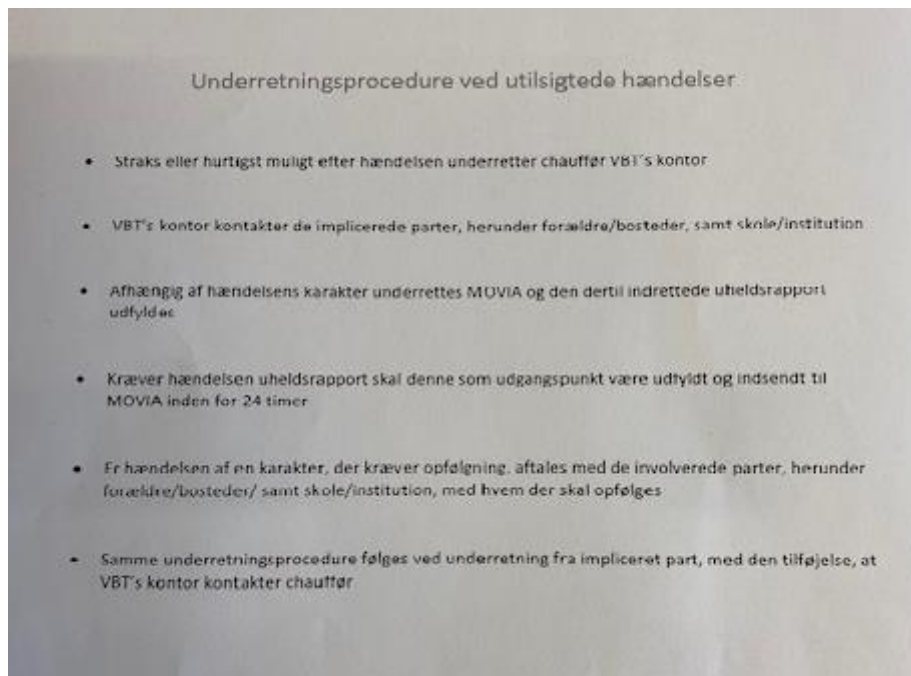 Underretningsprocedure ved utilsigtede hændelser
• Straks eller hurtigst muligt efter hændelsen underretter chauffør VBT's kontor
• VBT's kontor kontakter de implicerede parter, herunder forældre/bosteder, samt skole/institution
• Afhængig af hændelsens karakter underrettes MOVIA og den dertil indrettede uheldsrapport
udfyldes
• Kræver hændelsen uheldsrapport skal denne som udgangspunkt være udfyldt og indsendt til
MOVIA inden for 24 timer
• Er hændelsen af en karakter, der kræver opfølgning, aftales med de involverede parter, herunder
forældre/bosteder/ samt skole/institution, med hvem der skal opfølges
• Samme underretningsprocedure følges ved underretning fra impliceret part, med den tilføjelse, at
VBT's kontor kontakter chauffør